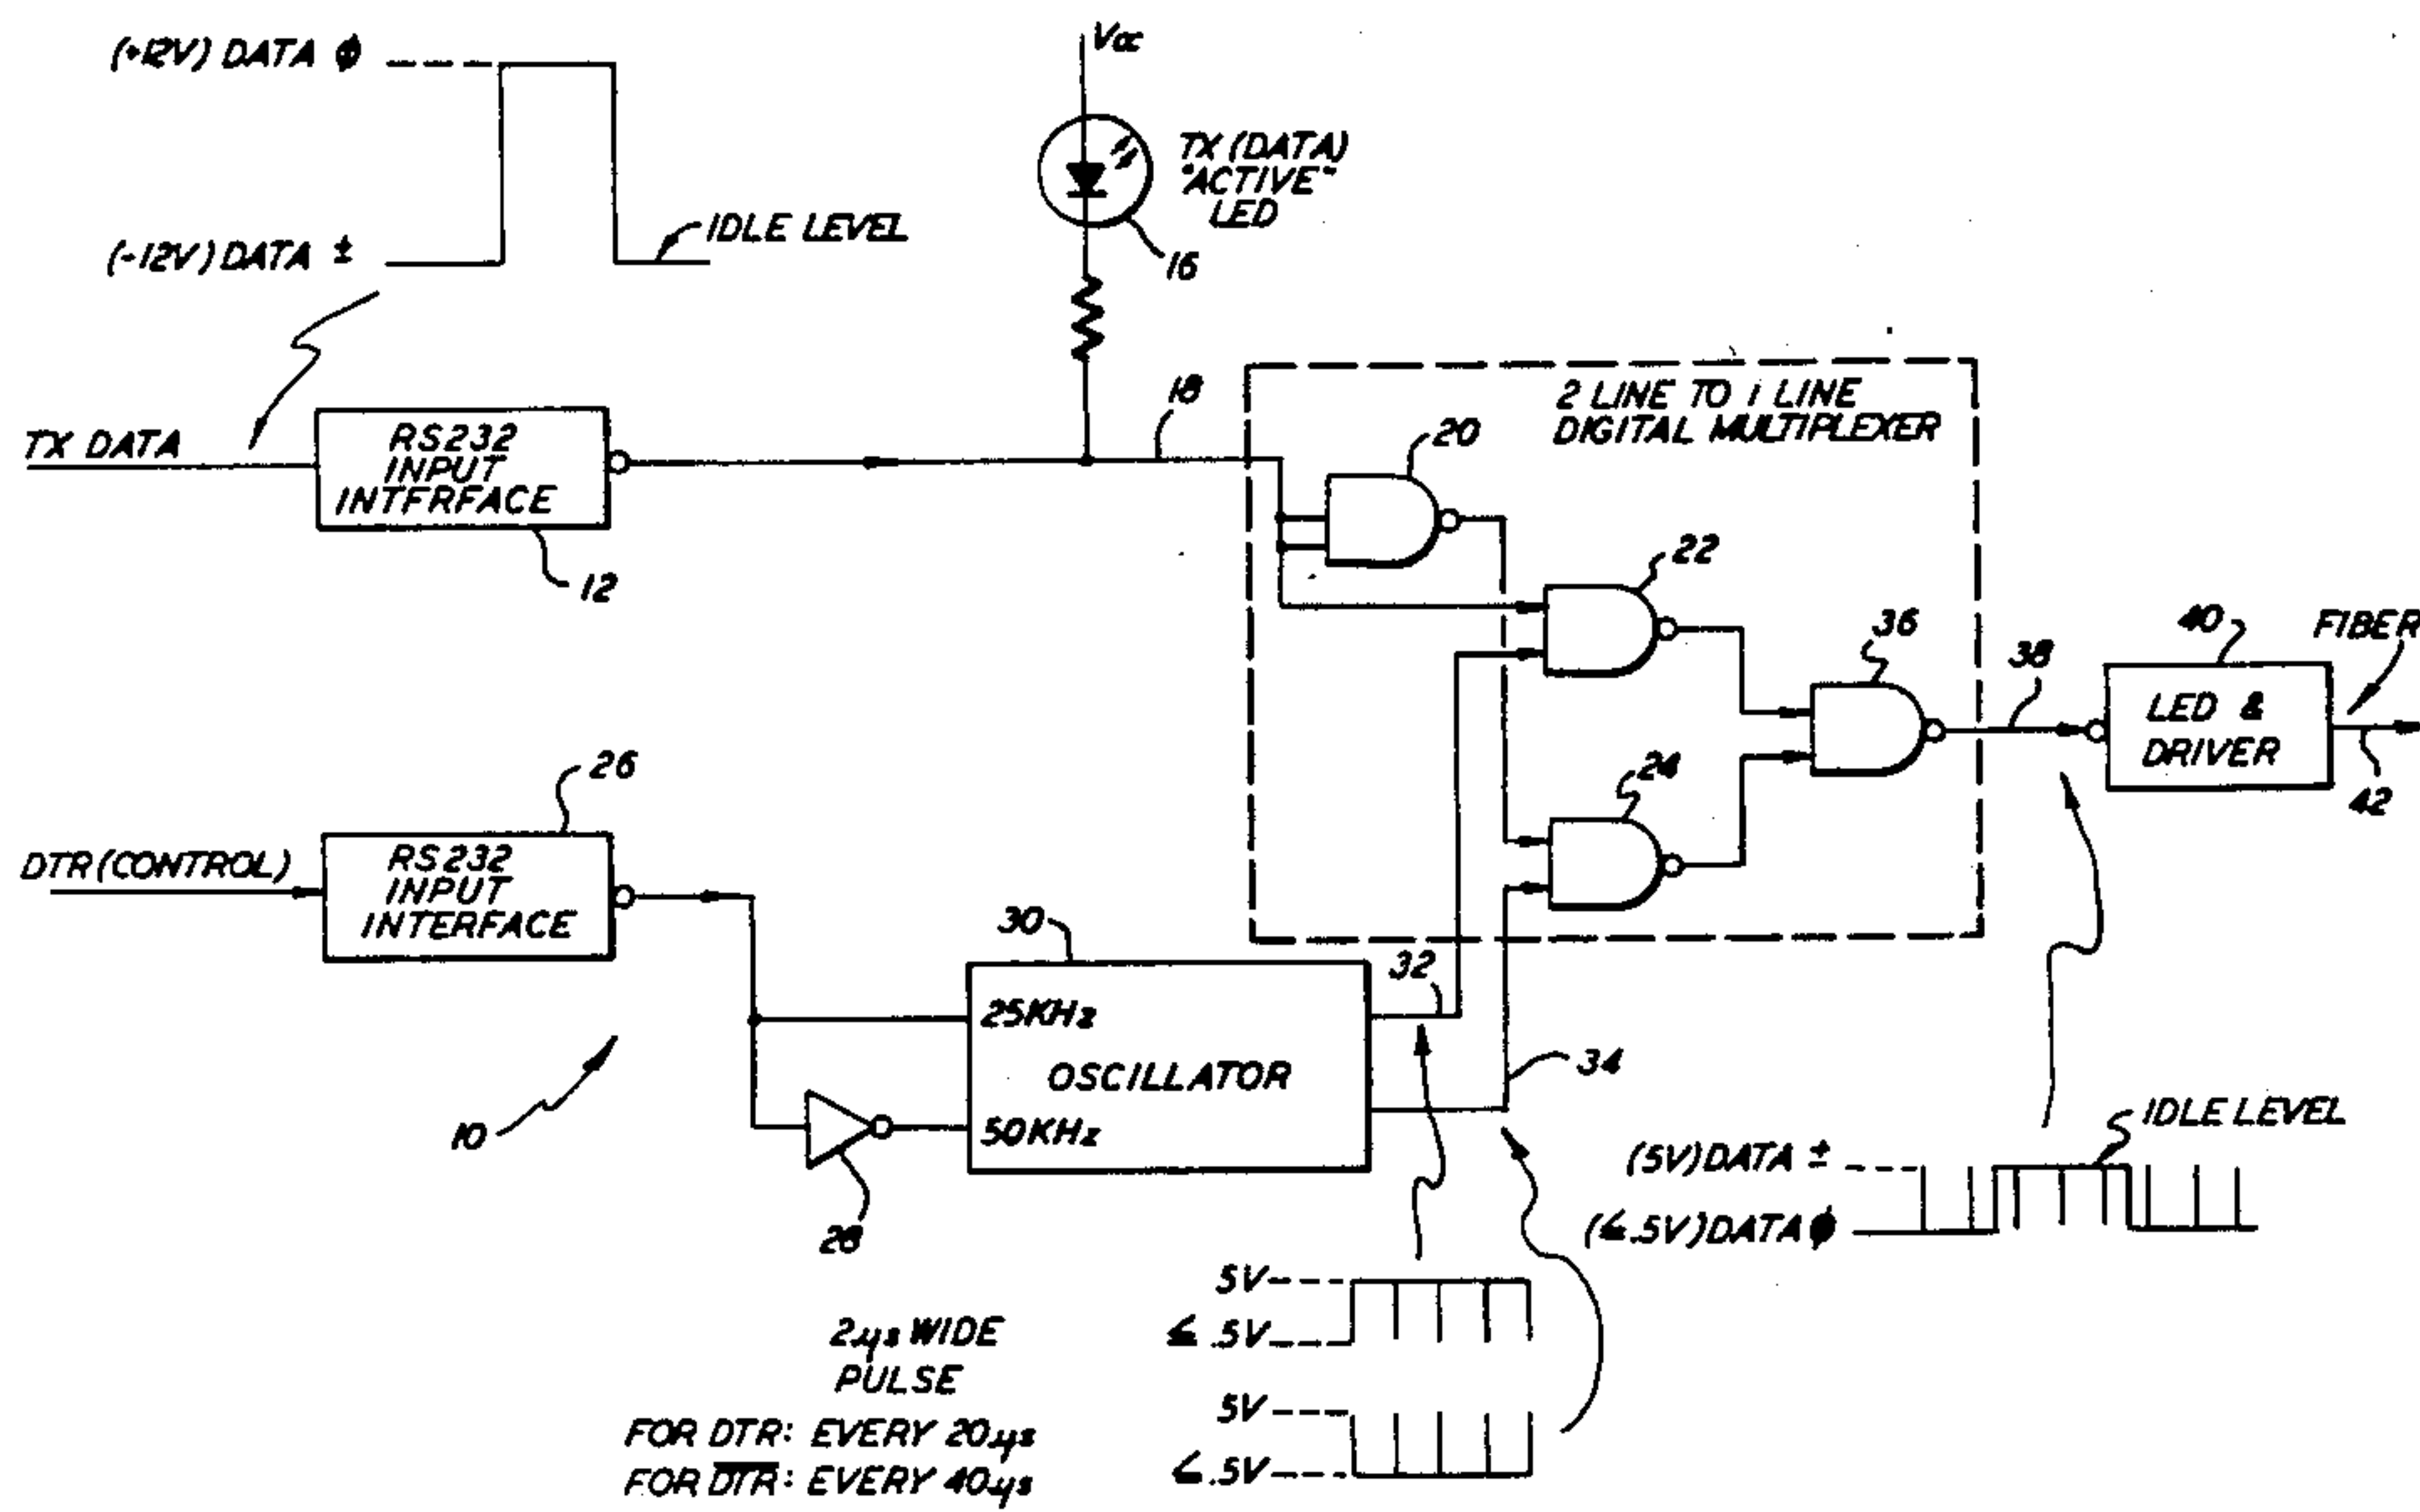 (+12V) DATA ϕ
Vcc
TX (DATA)
"ACTIVE"
LED
(-12V) DATA ±
IDLE LEVEL
16
18
2 LINE TO 1 LINE
DIGITAL MULTIPLEXER
TX DATA
RS232
INPUT
INTFRFACE
12
20
22
36
38
40
FIBER
LED &
DRIVER
42
26
24
DTR (CONTROL)
RS232
INPUT
INTERFACE
30
32
25KHz
OSCILLATOR
50KHz
34
10
28
IDLE LEVEL
(5V) DATA ±
(≤.5V) DATA ϕ
5V
≤ .5V
2μs WIDE
PULSE
5V
≤ .5V
FOR DTR: EVERY 20μs
FOR D̅T̅R̅: EVERY 40μs